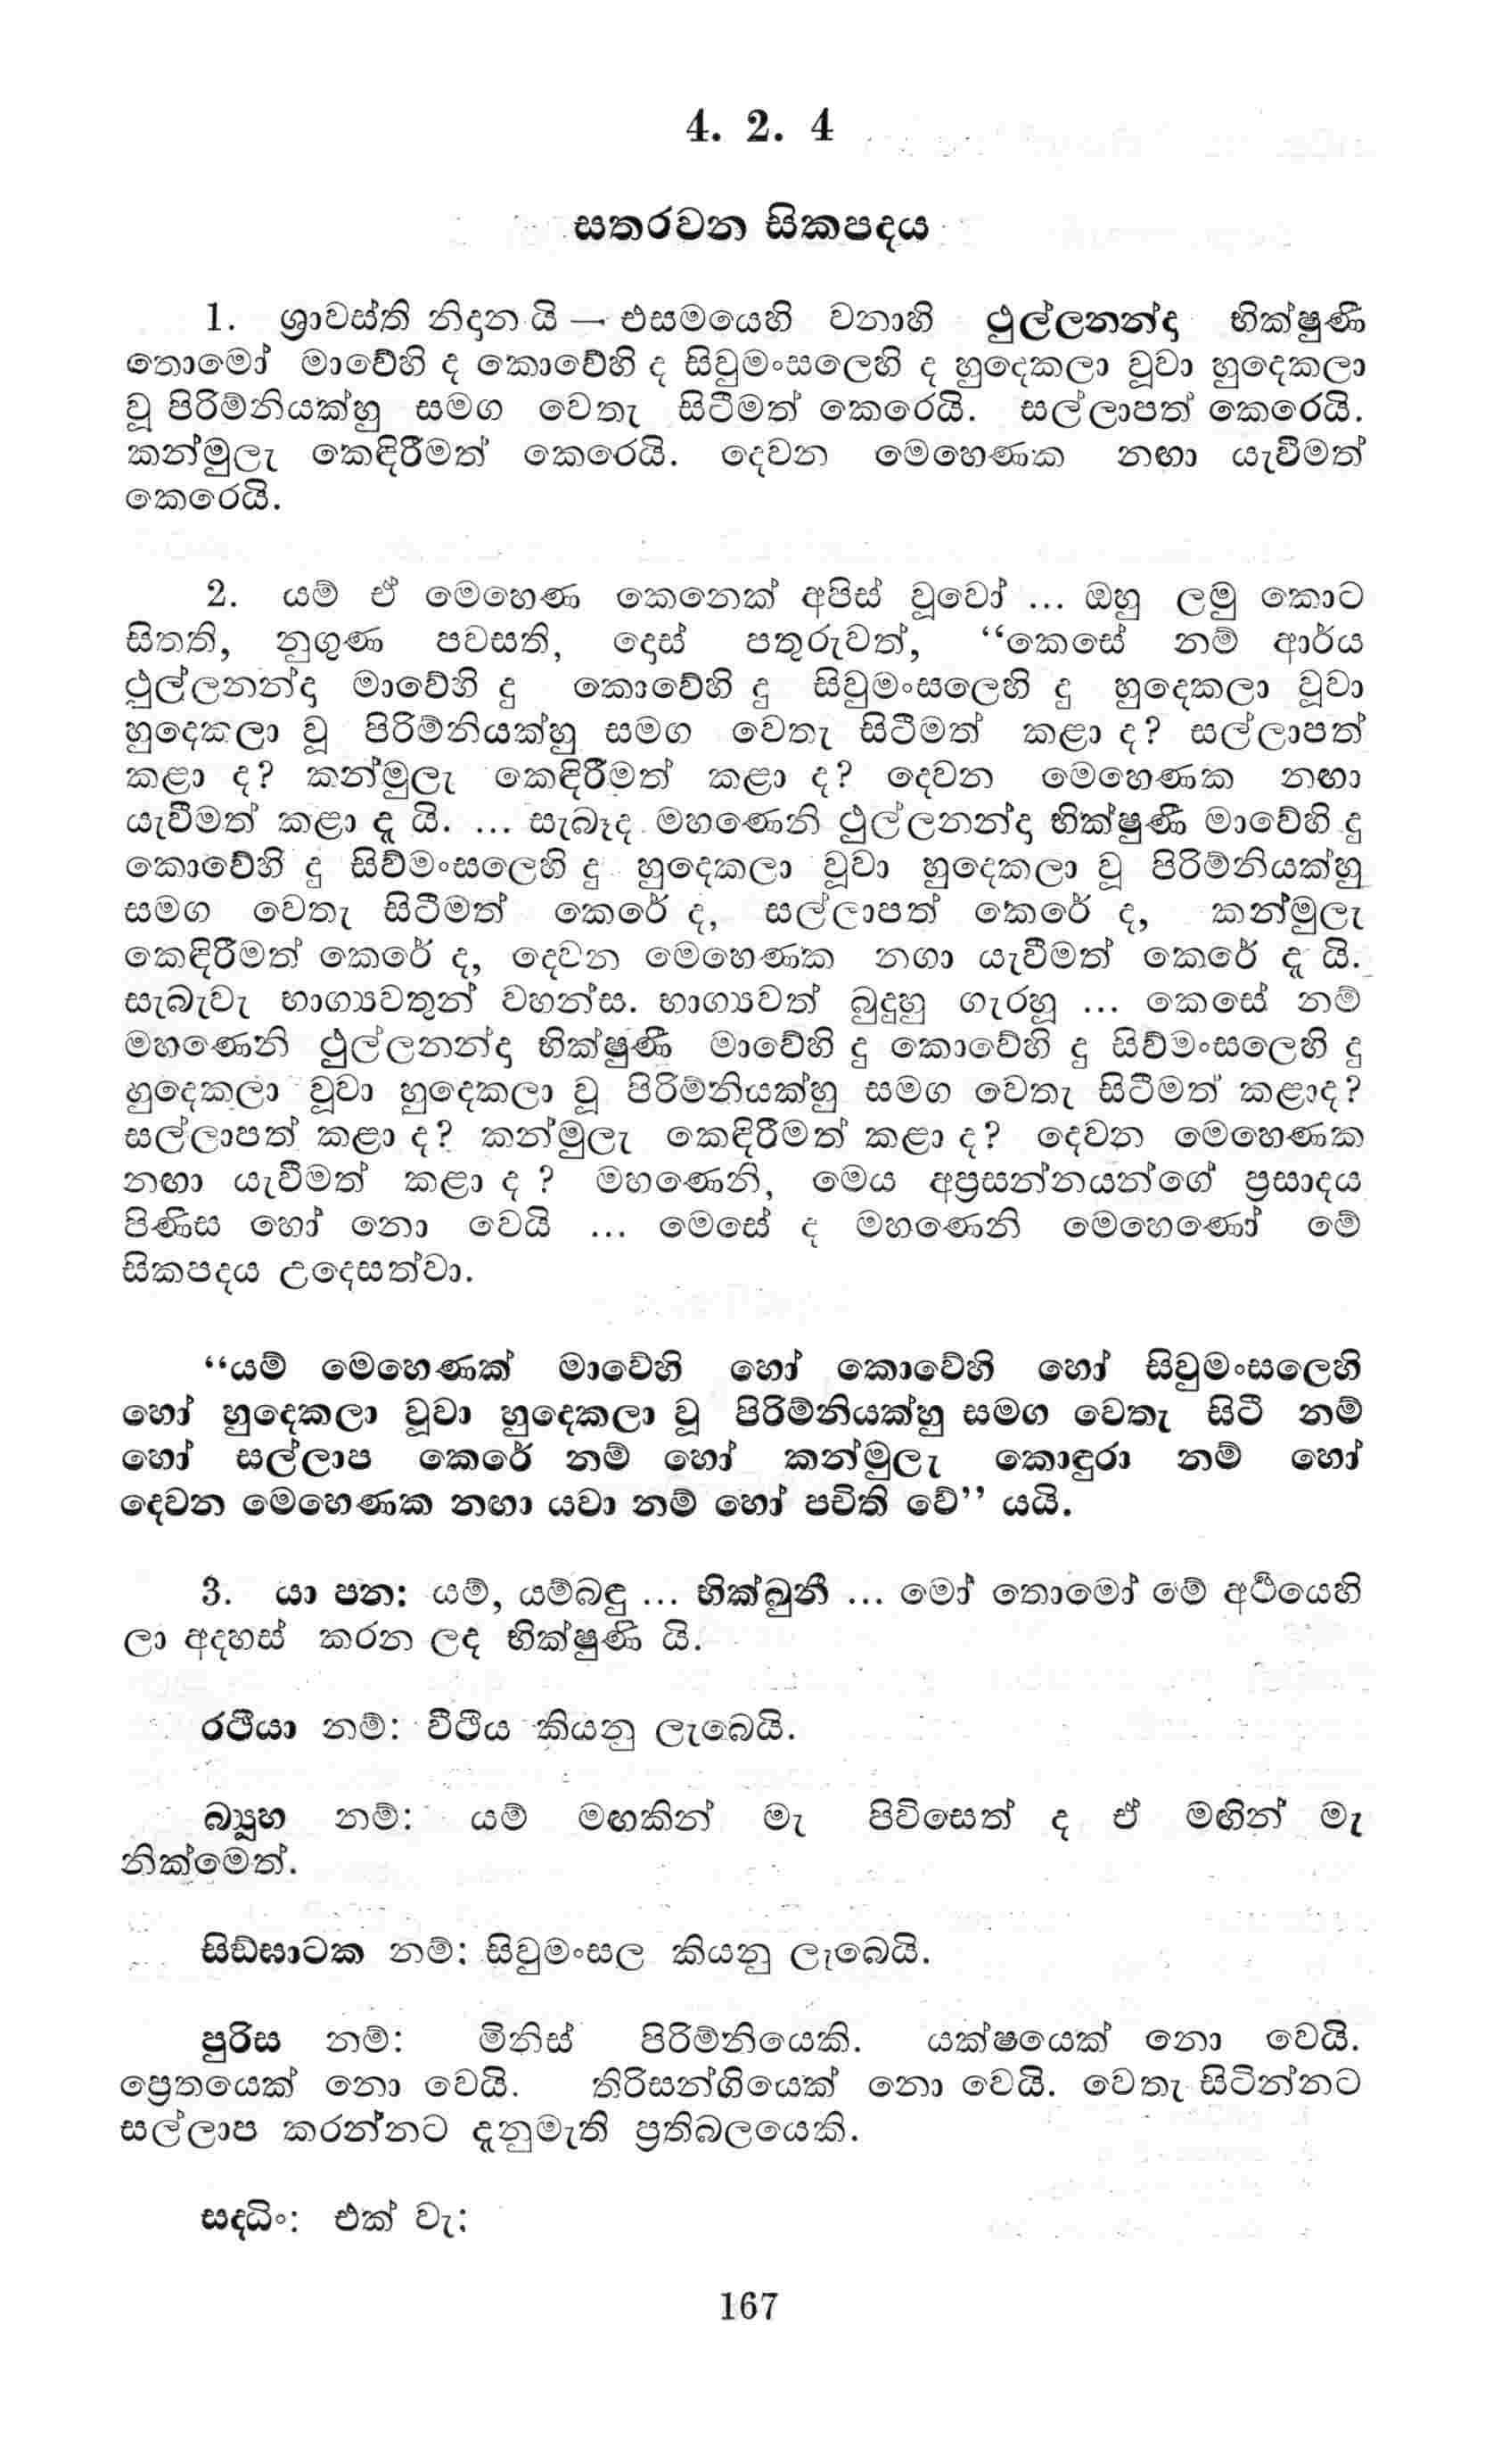 4. 2. 4
සතරවන සිකපදය
1. ශ්‍රාවස්ති නිදාන යි — එසමයෙහි වනාහි ථුල්ලනන්දා භික්ෂුණී
තොමෝ මාවේහි ද කොවේහි ද සිවුමංසලෙහි ද හුදෙකලා වූවා හුදෙකලා
වූ පිරිම්නියක්හු සමග වෙතැ සිටීමත් කෙරෙයි. සල්ලාපත් කෙරෙයි.
කන්මුලැ කෙඳිරීමත් කෙරෙයි. දෙවන මෙහෙණක නඟා යැවීමත්
කෙරෙයි.
2. යම් ඒ මෙහෙණ කෙනෙක් අපිස් වූවෝ ... ඔහු ලමු කොට
සිතති, නුගුණ පවසති, දොස් පතුරුවත්, “කෙසේ නම් ආර්ය
ථුල්ලනන්දා මාවේහි දු කොවේහි දු සිවුමංසලෙහි දු හුදෙකලා වූවා
හුදෙකලා වූ පිරිම්නියක්හු සමග වෙතැ සිටීමත් කළා ද? සල්ලාපත්
කළා ද? කන්මුලැ කෙඳිරීමත් කළා ද? දෙවන මෙහෙණක නඟා
යැවීමත් කළා දැ යි. ... සැබෑද මහණෙනි ථුල්ලනන්දා භික්ෂුණී මාවේහි දු
කොවේහි දු සිව්මංසලෙහි දු හුදෙකලා වූවා හුදෙකලා වූ පිරිම්නියක්හු
සමග වෙතැ සිටීමත් කෙරේ ද, සල්ලාපත් කෙරේ ද, කන්මුලැ
කෙඳිරීමත් කෙරේ ද, දෙවන මෙහෙණක නගා යැවීමත් කෙරේ දැ යි.
සැබැවැ භාග්‍යවතුන් වහන්ස. භාග්‍යවත් බුදුහු ගැරහූ ... කෙසේ නම්
මහණෙනි ථුල්ලනන්දා භික්ෂුණී මාවේහි දු කොවේහි දු සිව්මංසලෙහි දු
හුදෙකලා වූවා හුදෙකලා වූ පිරිම්නියක්හු සමග වෙතැ සිටීමත් කළාද?
සල්ලාපත් කළා ද? කන්මුලැ කෙඳිරීමත් කළා ද? දෙවන මෙහෙණක
නඟා යැවීමත් කළා ද ? මහණෙනි, මෙය අප්‍රසන්නයන්ගේ ප්‍රසාදය
පිණිස හෝ නො වෙයි ... මෙසේ ද මහණෙනි මෙහෙණෝ මේ
සිකපදය උදෙසත්වා.
“යම් මෙහෙණක් මාවේහි හෝ කොවේහි හෝ සිවුමංසලෙහි
හෝ හුදෙකලා වූවා හුදෙකලා වූ පිරිම්නියක්හු සමග වෙතැ සිටී නම්
හෝ සල්ලාප කෙරේ නම් හෝ කන්මුලැ කොඳුරා නම් හෝ
දෙවන මෙහෙණක නඟා යවා නම් හෝ පචිති වේ” යයි.
3. යා පන: යම්, යම්බඳු ... භික්ඛුනී ... මෝ තොමෝ මේ අර්‍ථයෙහි
ලා අදහස් කරන ලද භික්ෂුණි යි.
රථියා නම්: වීථිය කියනු ලැබෙයි.
බ්‍යූහ නම්: යම් මඟකින් මැ පිවිසෙත් ද ඒ මඟින් මැ
නික්මෙත්.
සිඞ්ඝාටක නම්: සිවුමංසල කියනු ලැබෙයි.
පුරිස නම්: මිනිස් පිරිම්නියෙකි. යක්ෂයෙක් නො වෙයි.
ප්‍රෙතයෙක් නො වෙයි. තිරිසන්ගියෙක් නො වෙයි. වෙතැ සිටින්නට
සල්ලාප කරන්නට දැනුමැති ප්‍රතිබලයෙකි.
සද්‍ධිං: එක් වැ;
167